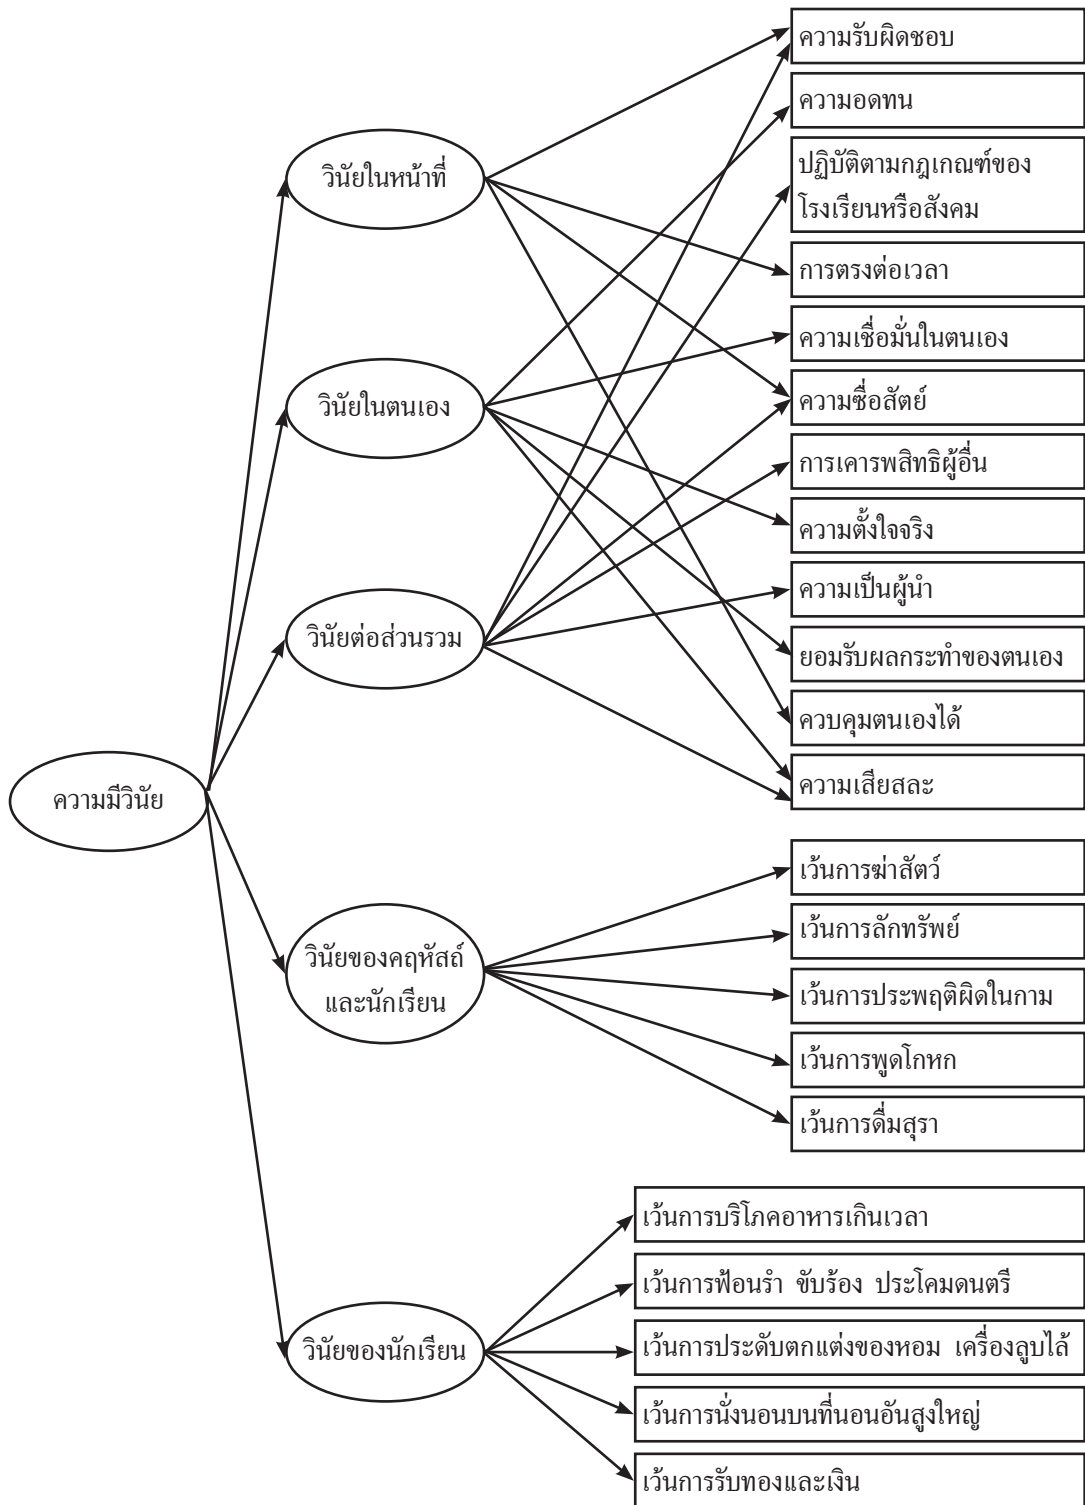 ความรับผิดชอบ
ความอดทน
ปฏิบัติตามกฎเกณฑ์ของ
โรงเรียนหรือสังคม
วินัยในหน้าที่
การตรงต่อเวลา
ความเชื่อมั่นในตนเอง
วินัยในตนเอง
ความซื่อสัตย์
การเคารพสิทธิผู้อื่น
ความตั้งใจจริง
ความเป็นผู้นำ
วินัยต่อส่วนรวม
ยอมรับผลกระทำของตนเอง
ควบคุมตนเองได้
ความเสียสละ
ความมีวินัย
เว้นการฆ่าสัตว์
เว้นการลักทรัพย์
วินัยของคฤหัสถ์
และนักเรียน
เว้นการประพฤติผิดในกาม
เว้นการพูดโกหก
เว้นการดื่มสุรา
เว้นการบริโภคอาหารเกินเวลา
เว้นการฟ้อนรำ ขับร้อง ประโคมดนตรี
วินัยของนักเรียน
เว้นการประดับตกแต่งของหอม เครื่องลูบไล้
เว้นการนั่งนอนบนที่นอนอันสูงใหญ่
เว้นการรับทองและเงิน